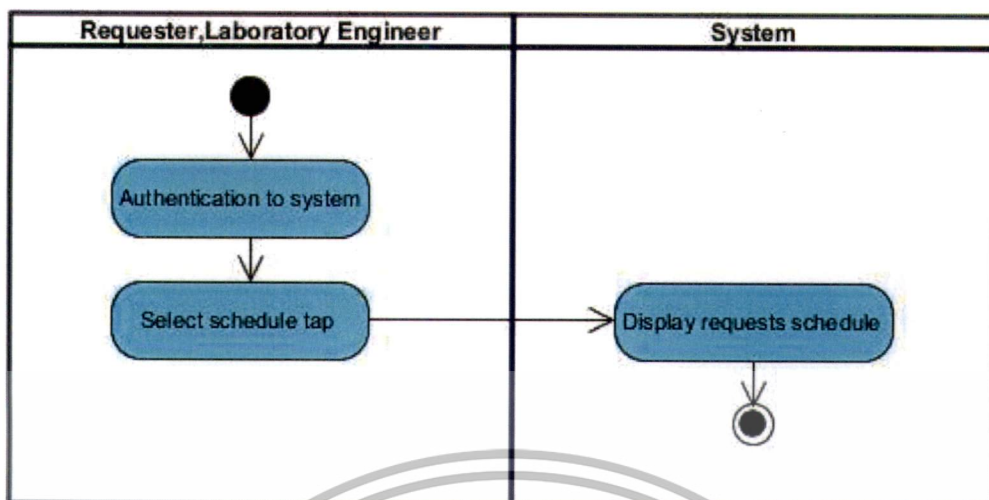 Requester,Laboratory Engineer
System
Authentication to system
Select schedule tap
Display requests schedule